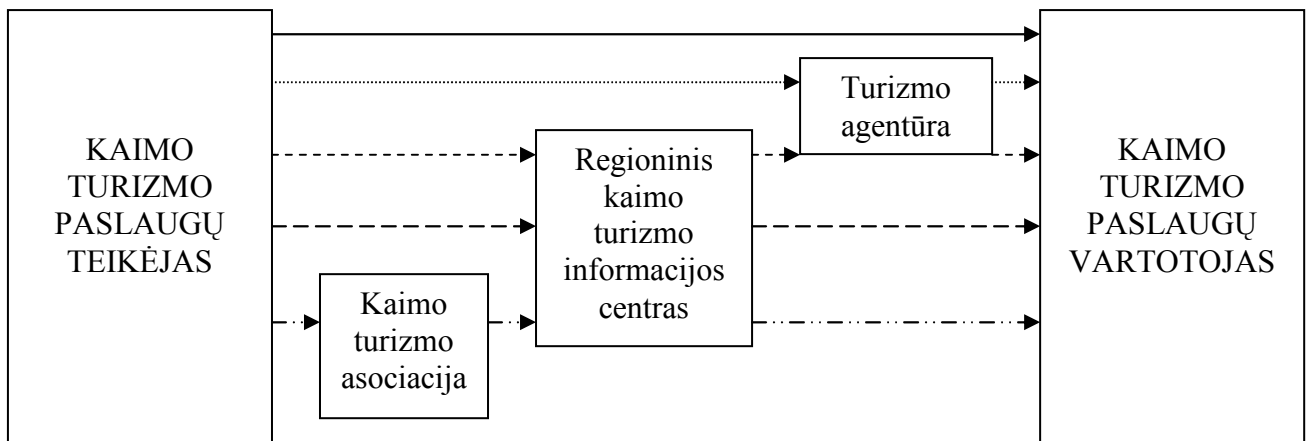 KAIMO
TURIZMO
PASLAUGŲ
TEIKĖJAS
Kaimo
turizmo
asociacija
Regioninis
kaimo
turizmo
informacijos
centras
Turizmo
agentūra
KAIMO
TURIZMO
PASLAUGŲ
VARTOTOJAS